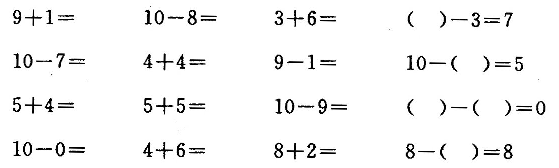 9+1= 10-8= 3+6= ( )-3=7
10-7= 4+4= 9-1= 10-( )=5
5+4= 5+5= 10-9= ( )-( )=0
10-0= 4+6= 8+2= 8-( )=8